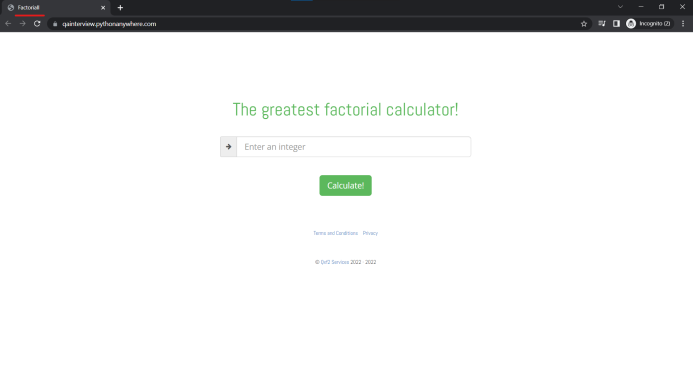 Factoriall
qainterview.pythonanywhere.com
Incognito (2)
The greatest factorial calculator!
Enter an integer
Calculate!
Terms and Conditions Privacy
© Qxf2 Services 2022 - 2022